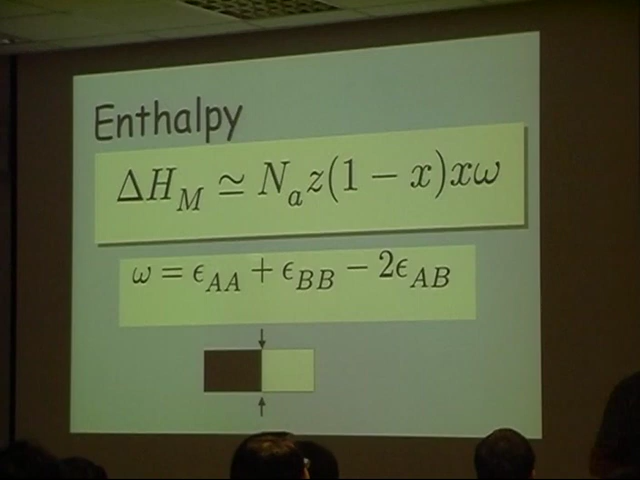 Enthalpy
ΔH_M ≃ N_a z(1 − x)xω
ω = ϵ_AA + ϵ_BB − 2ϵ_AB